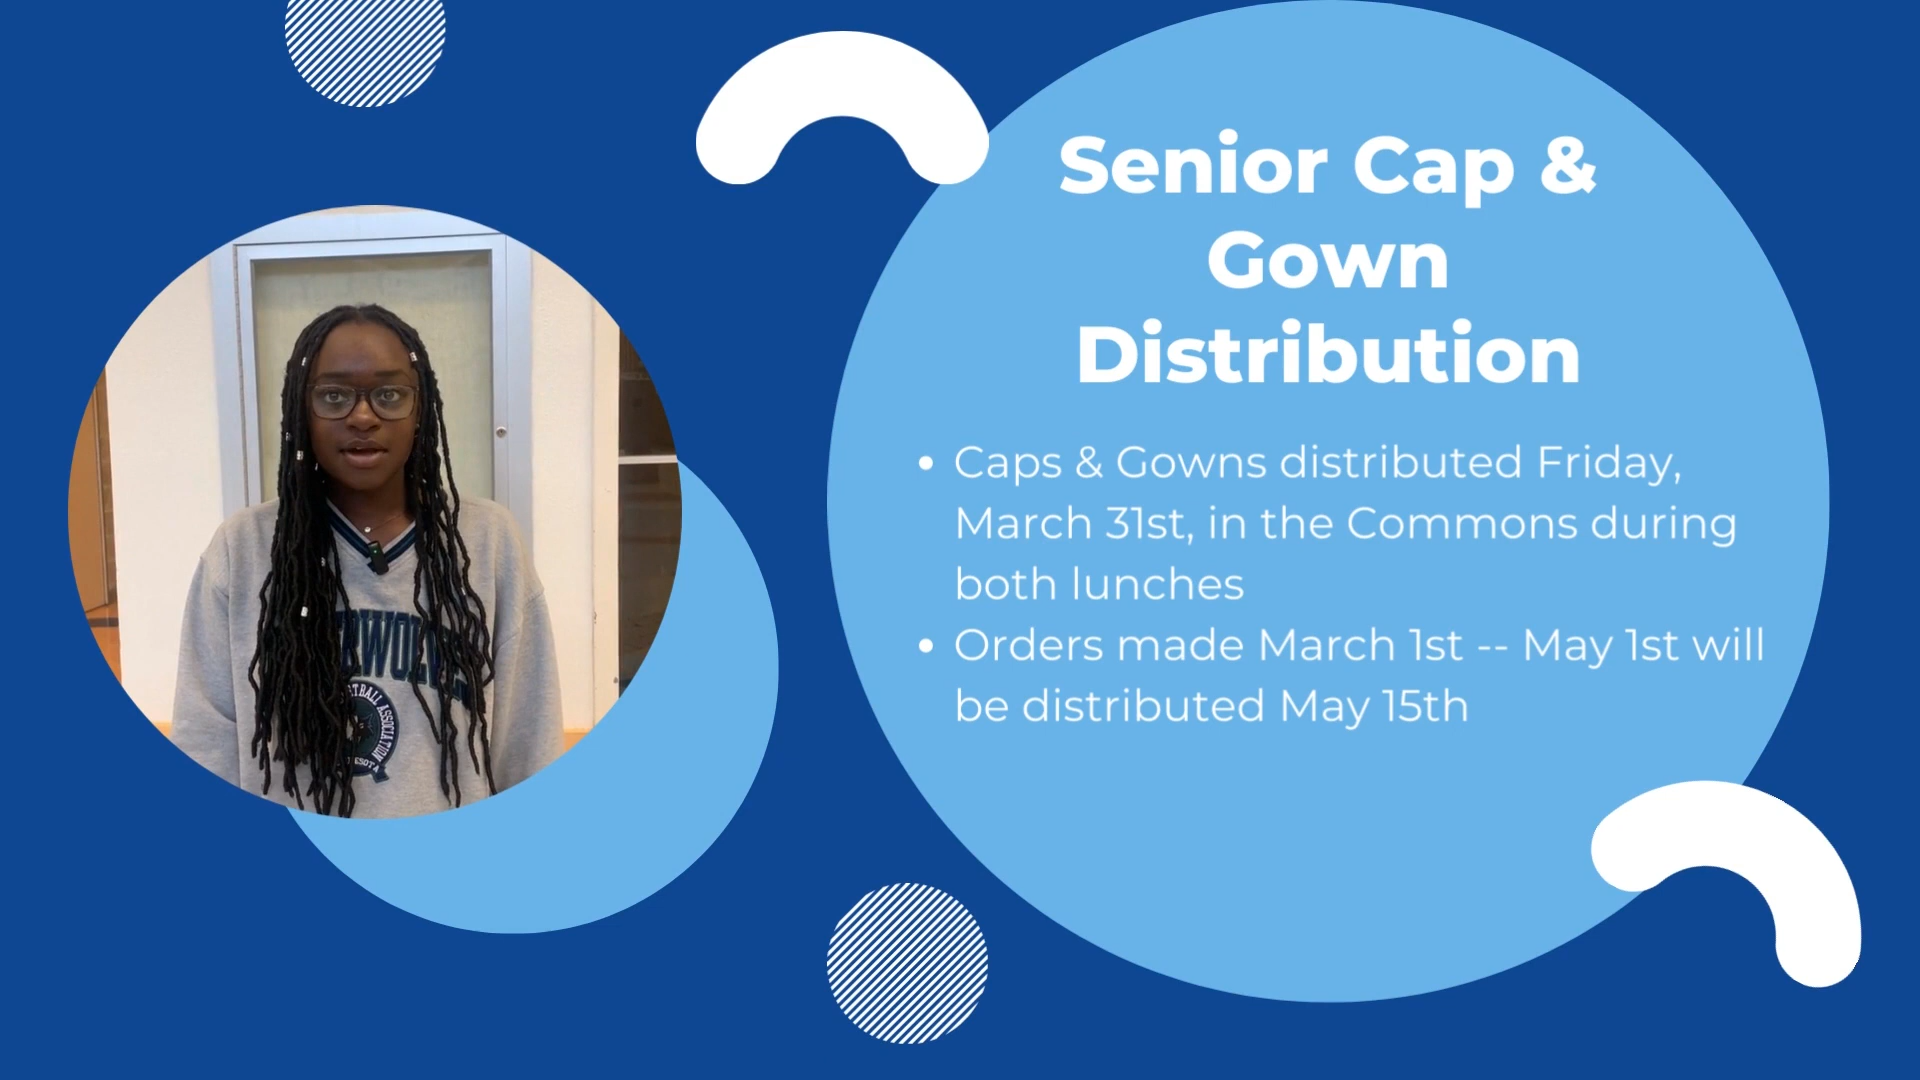 Senior Cap &
Gown
Distribution
• Caps & Gowns distributed Friday,
March 31st, in the Commons during
both lunches
• Orders made March 1st -- May 1st will
be distributed May 15th
ASSOCIATION